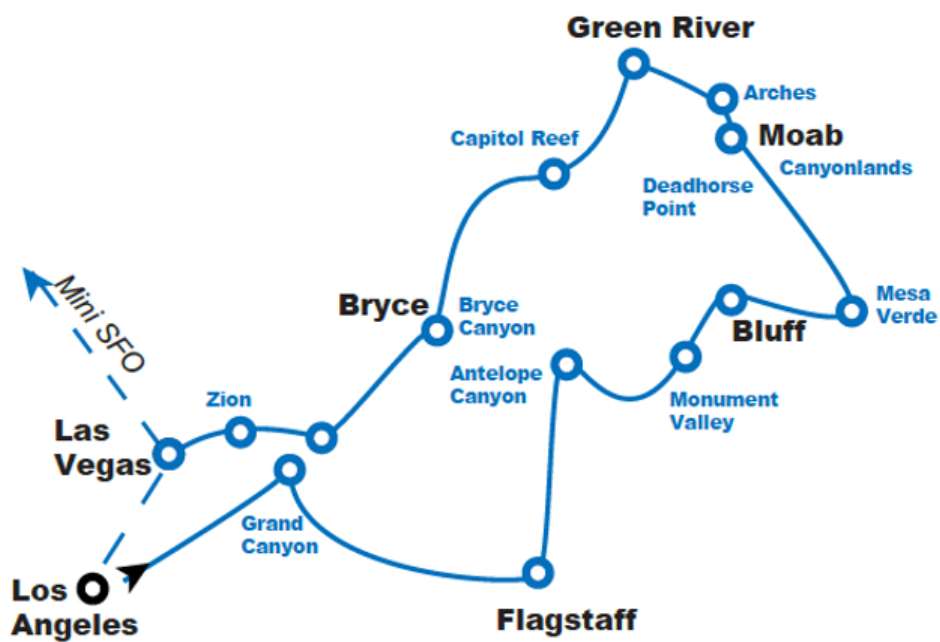 Green River
Arches
Moab
Capitol Reef
Canyonlands
Deadhorse
Point
Mini SFO
Bryce
Bryce
Canyon
Mesa
Verde
Bluff
Antelope
Canyon
Monument
Valley
Zion
Las
Vegas
Grand
Canyon
Los
Angeles
Flagstaff